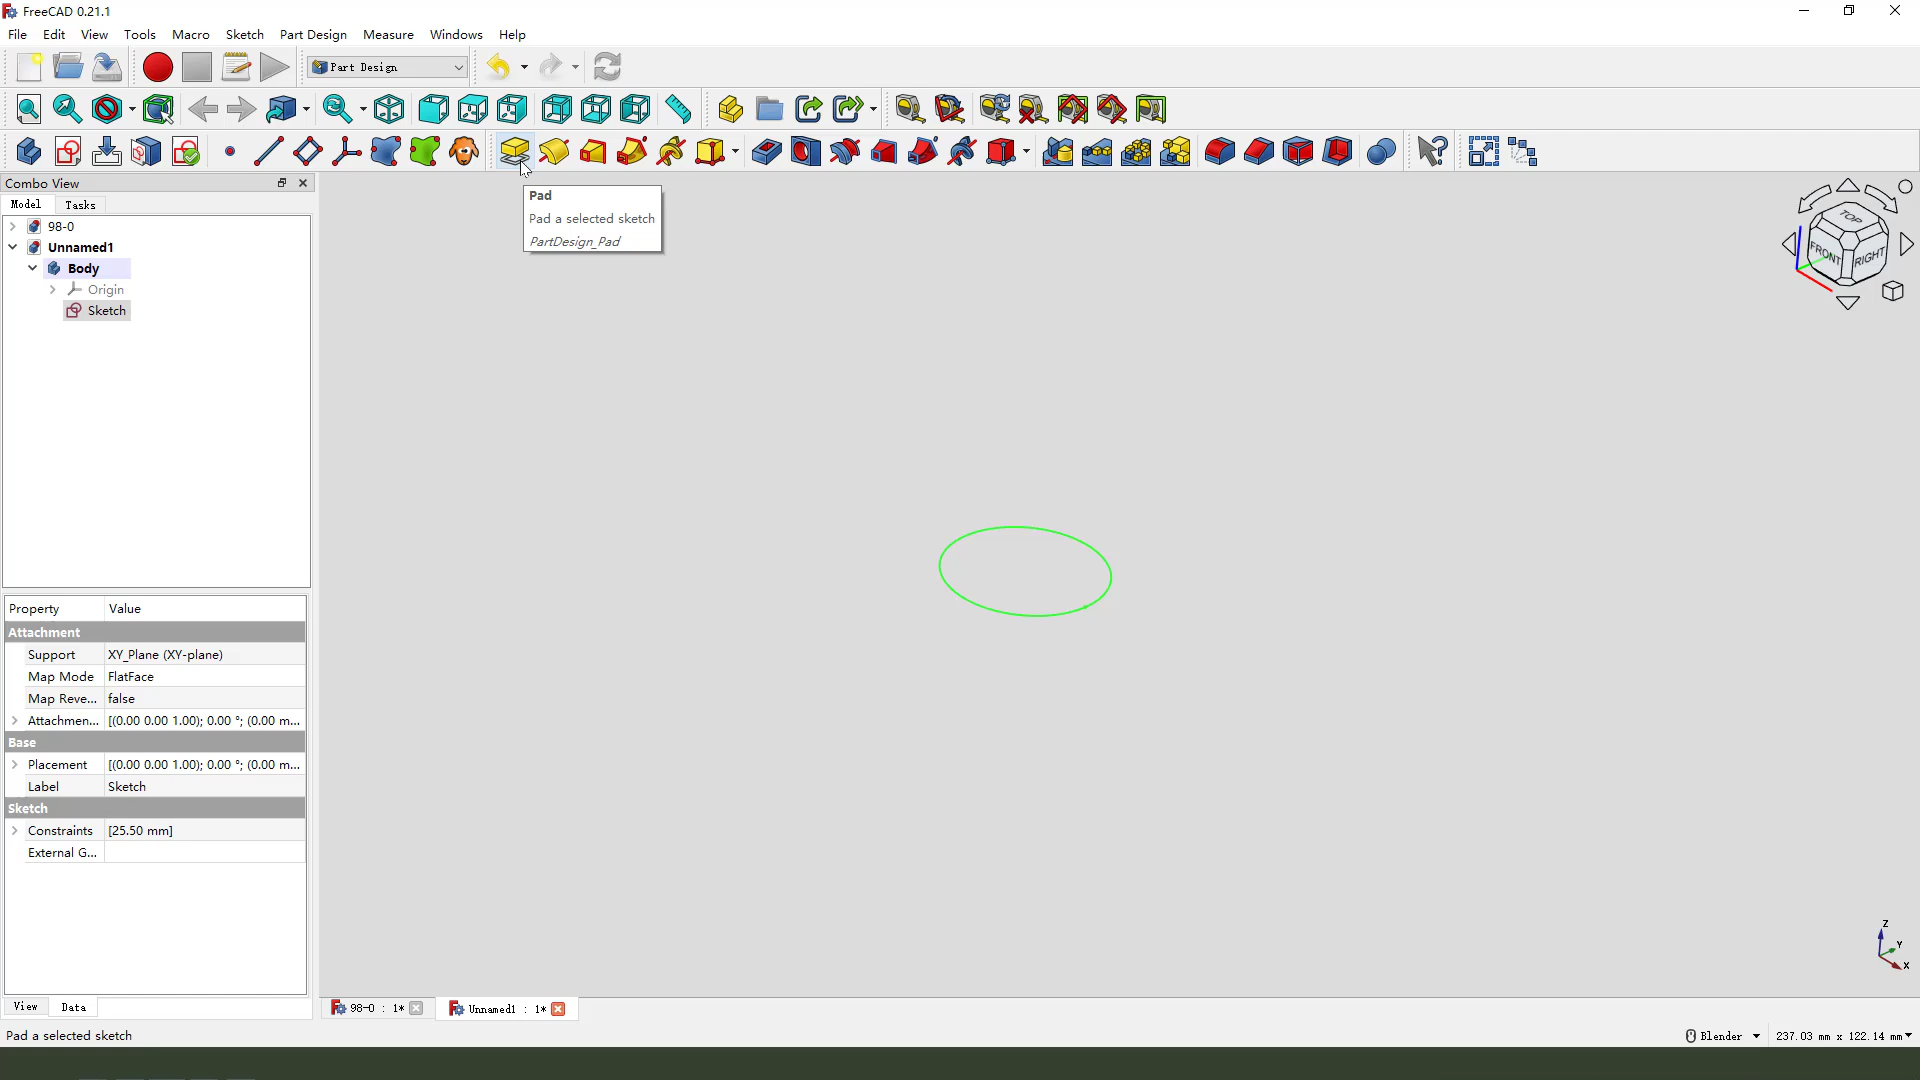 FreeCAD 0.21.1
File Edit View Tools Macro Sketch Part Design Measure Windows Help
Part Design
Combo View
Model Tasks
98-0
Unnamed1
Body
Origin
Sketch
Pad
Pad a selected sketch
PartDesign_Pad
TOP
FRONT RIGHT
Property Value
Attachment
Support XY_Plane (XY-plane)
Map Mode FlatFace
Map Reve... false
Attachmen... [(0.00 0.00 1.00); 0.00 °; (0.00 m...
Base
Placement [(0.00 0.00 1.00); 0.00 °; (0.00 m...
Label Sketch
Sketch
Constraints [25.50 mm]
External G...
Z
Y
X
View Data
98-0 : 1*
Unnamed1 : 1*
Pad a selected sketch
Blender
237.03 mm x 122.14 mm